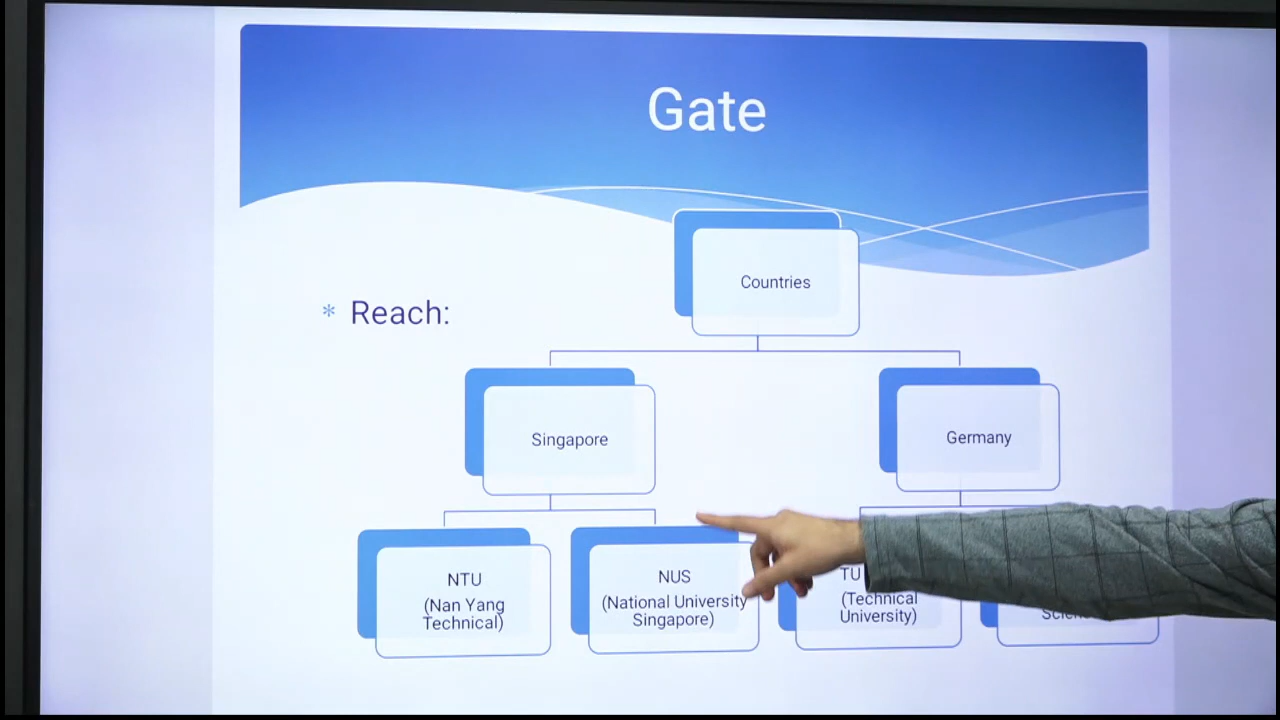 Gate
Countries
* Reach:
Singapore
Germany
NTU
(Nan Yang
Technical)
NUS
(National University
Singapore)
TU
(Technical
University)